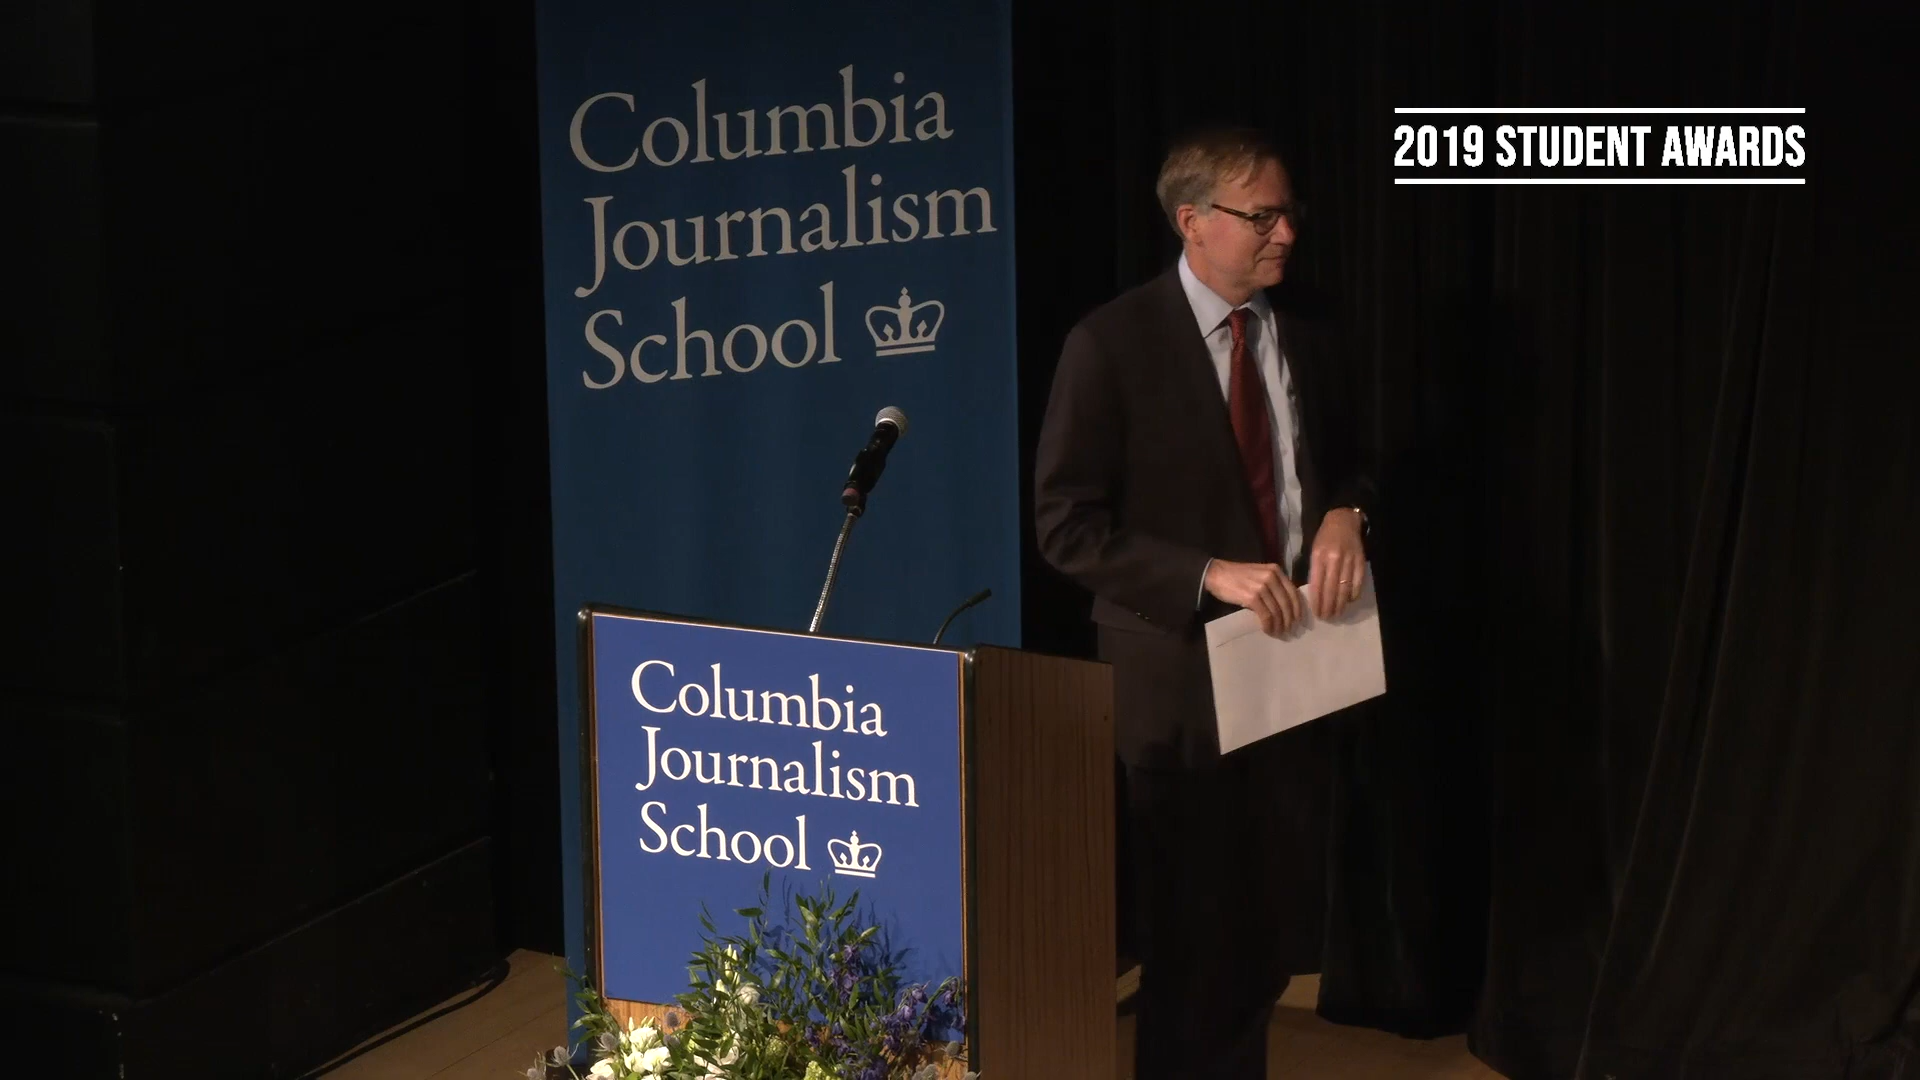 Columbia
Journalism
School
2019 STUDENT AWARDS
Columbia
Journalism
School